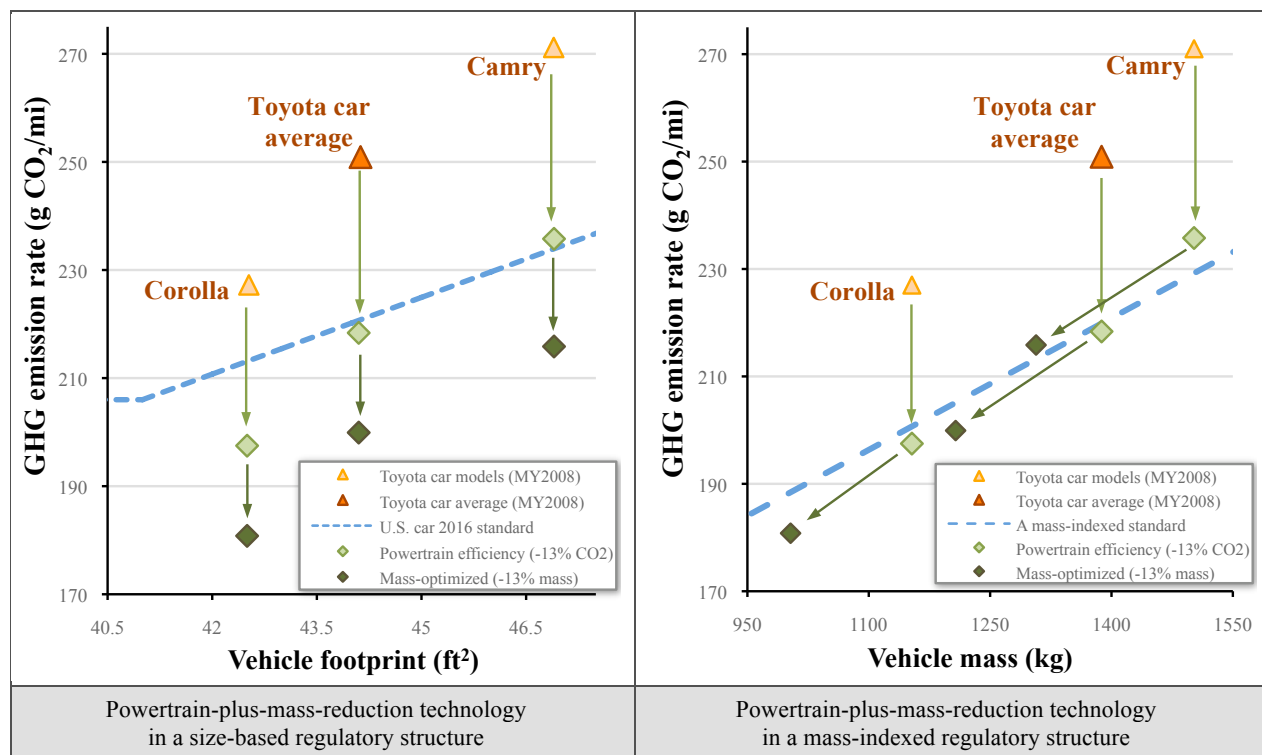 GHG emission rate (g CO₂/mi)
270
250
230
210
190
170
Camry
Toyota car
average
Corolla
Toyota car models (MY2008)
Toyota car average (MY2008)
U.S. car 2016 standard
Powertrain efficiency (-13% CO2)
Mass-optimized (-13% mass)
40.5
42
43.5
45
46.5
Vehicle footprint (ft²)
Powertrain-plus-mass-reduction technology
in a size-based regulatory structure
GHG emission rate (g CO₂/mi)
270
250
230
210
190
170
Camry
Toyota car
average
Corolla
Toyota car models (MY2008)
Toyota car average (MY2008)
A mass-indexed standard
Powertrain efficiency (-13% CO2)
Mass-optimized (-13% mass)
950
1100
1250
1400
1550
Vehicle mass (kg)
Powertrain-plus-mass-reduction technology
in a mass-indexed regulatory structure